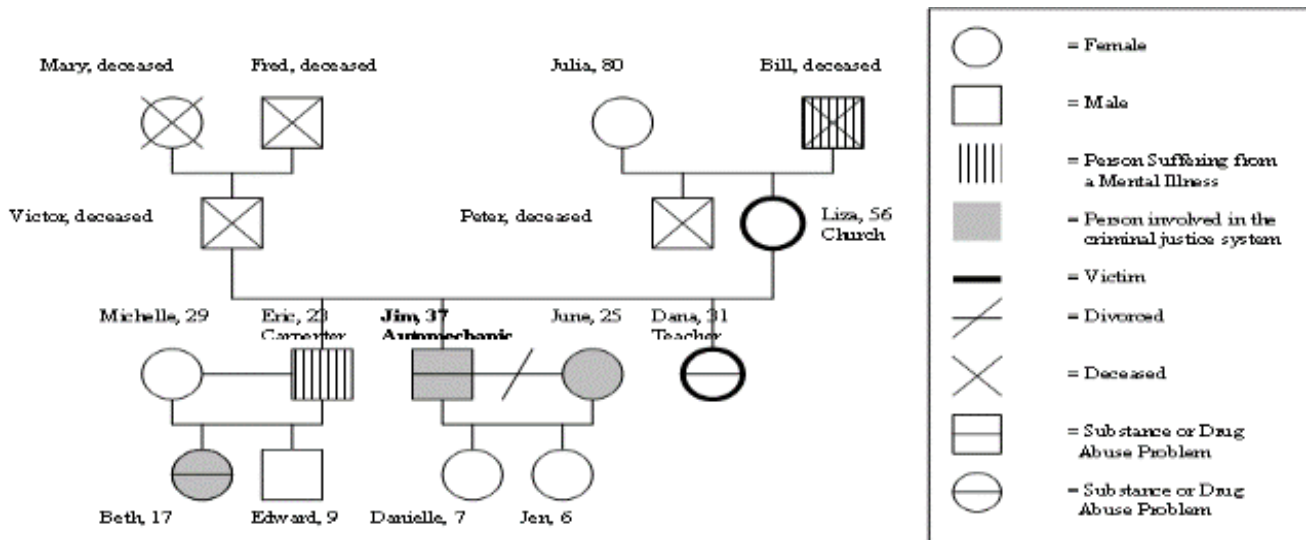 Mary, deceased
Fred, deceased
Julia, 80
Bill, deceased
Victor, deceased
Peter, deceased
Liza, 56
Church
Michelle, 29
Eric, 23
Carpenter
Jim, 37
Automechanic
June, 25
Dana, 31
Teacher
Beth, 17
Edward, 9
Danielle, 7
Jen, 6
= Female
= Male
= Person Suffering from
a Mental Illness
= Person involved in the
criminal justice system
= Victim
= Divorced
= Deceased
= Substance or Drug
Abuse Problem
= Substance or Drug
Abuse Problem